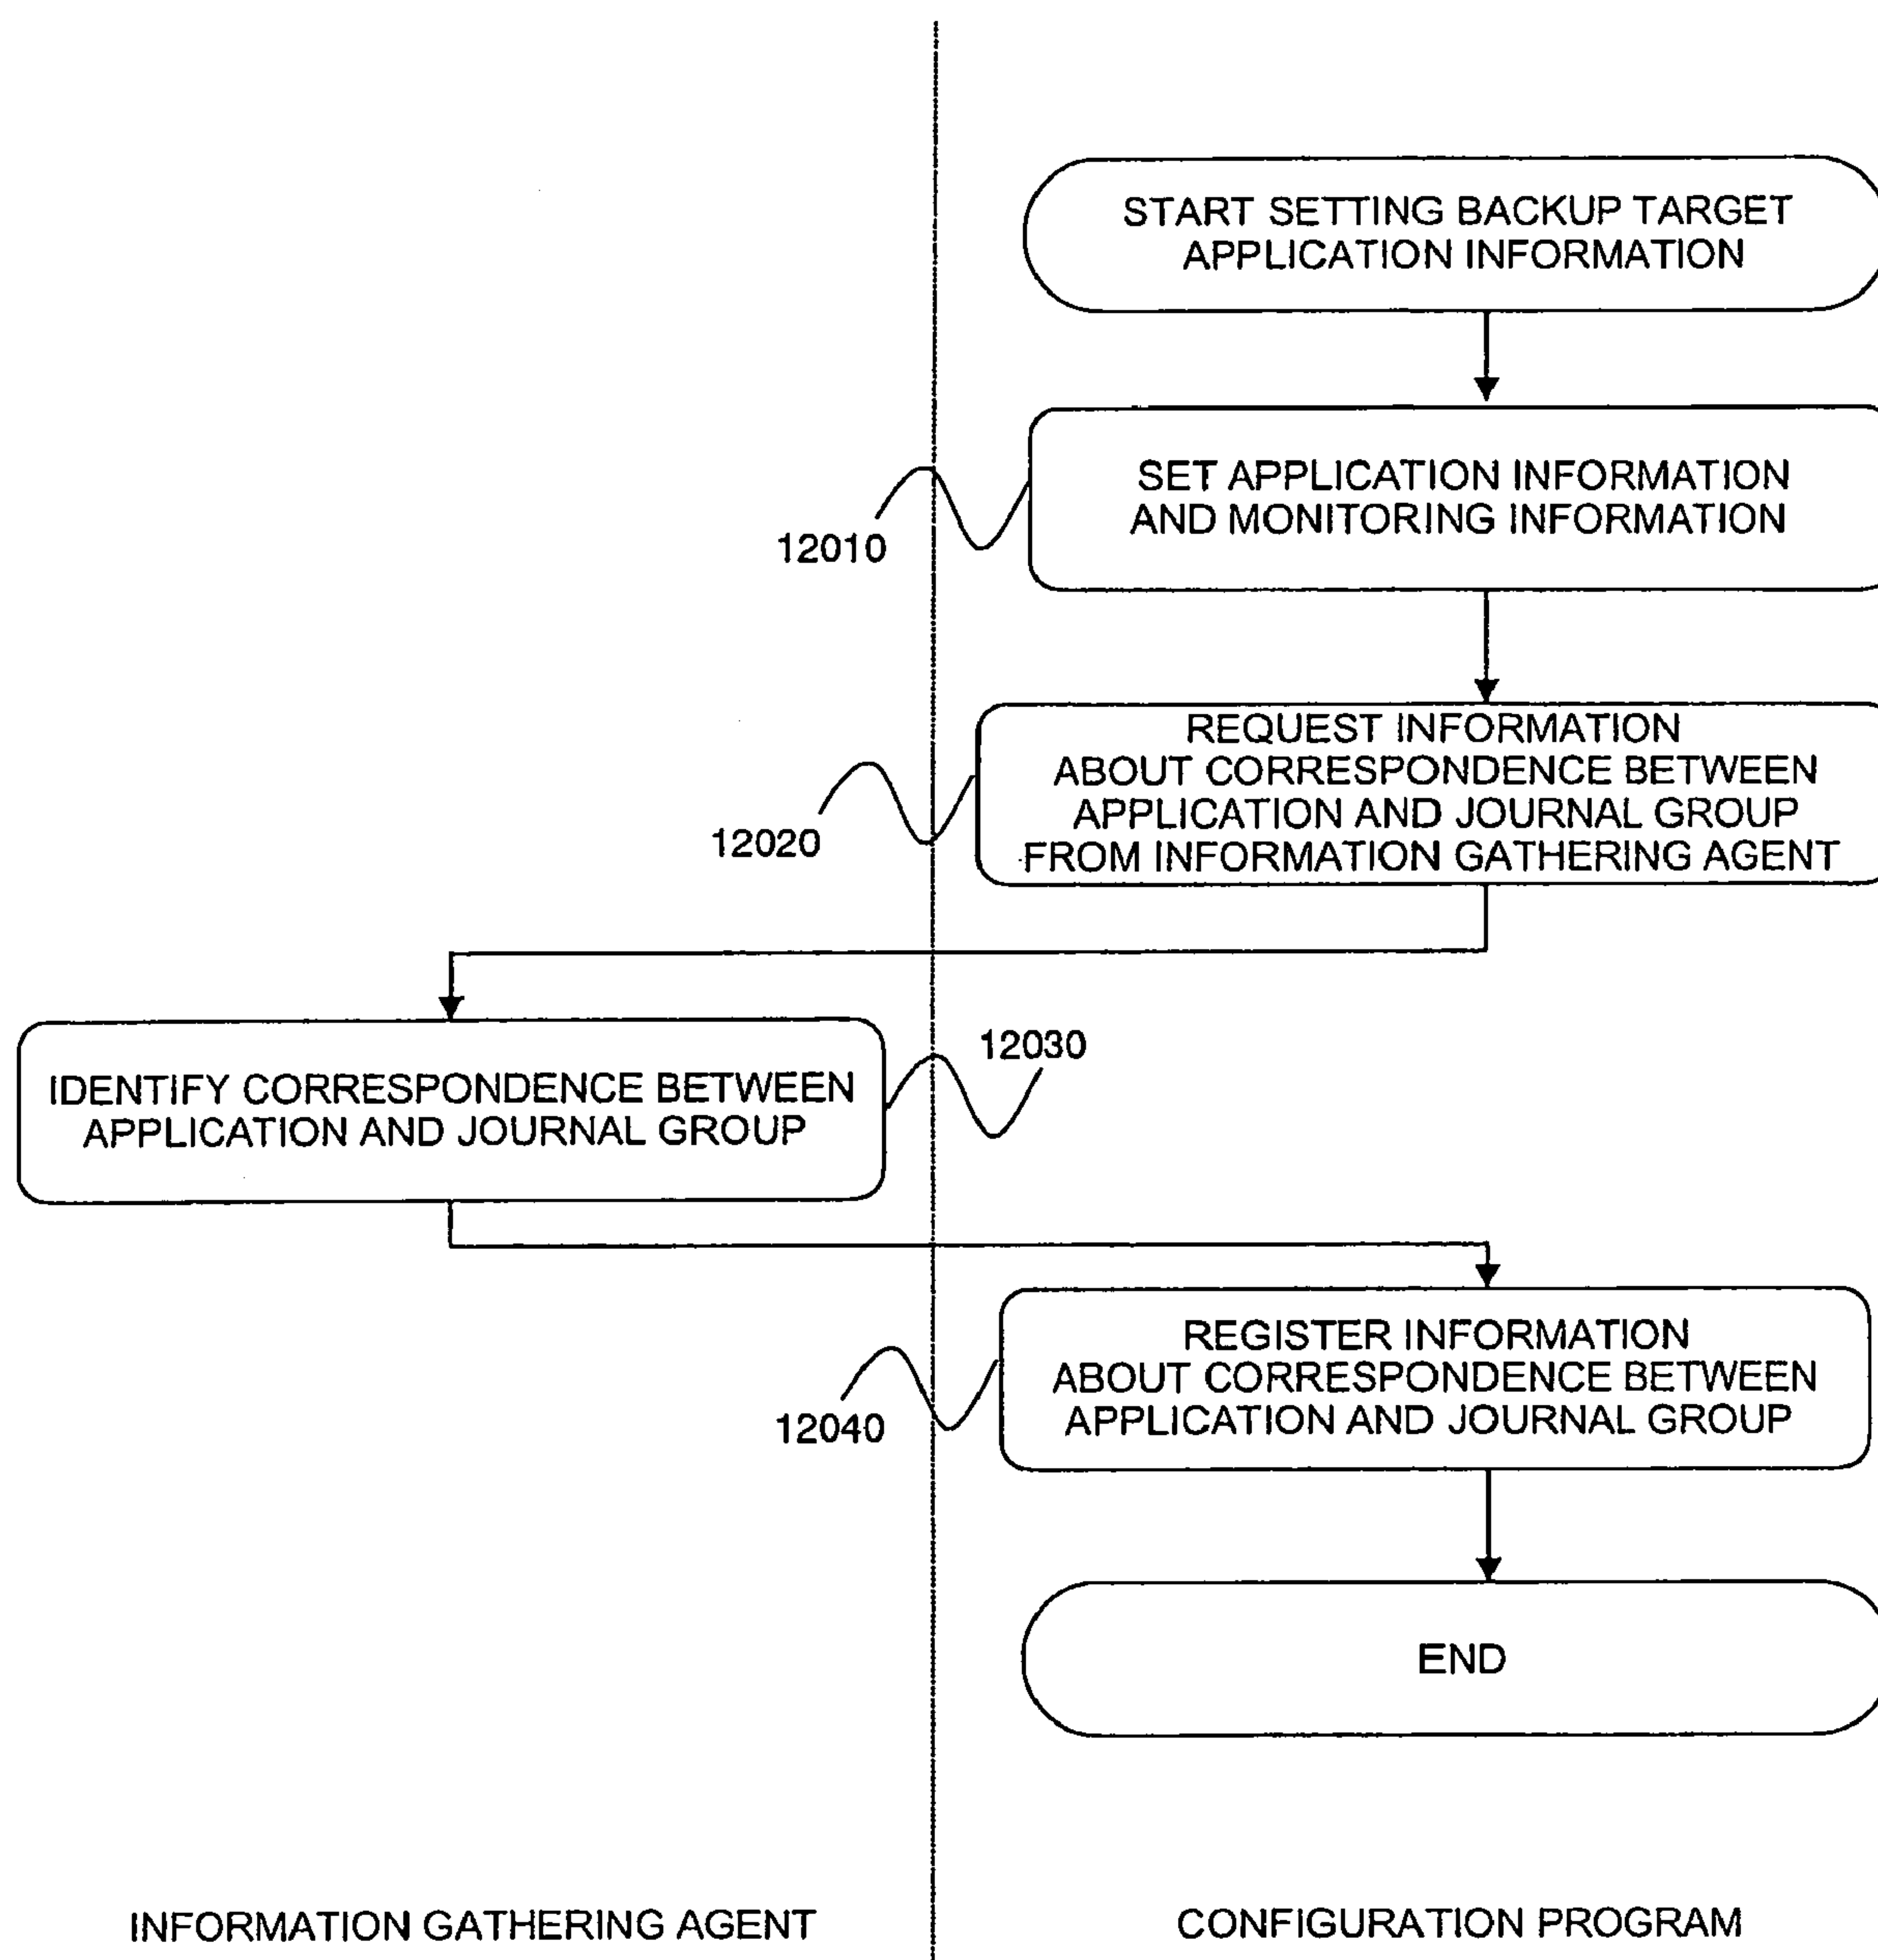 START SETTING BACKUP TARGET
APPLICATION INFORMATION
SET APPLICATION INFORMATION
AND MONITORING INFORMATION
12010
REQUEST INFORMATION
ABOUT CORRESPONDENCE BETWEEN
APPLICATION AND JOURNAL GROUP
FROM INFORMATION GATHERING AGENT
12020
12030
IDENTIFY CORRESPONDENCE BETWEEN
APPLICATION AND JOURNAL GROUP
REGISTER INFORMATION
ABOUT CORRESPONDENCE BETWEEN
APPLICATION AND JOURNAL GROUP
12040
END
INFORMATION GATHERING AGENT
CONFIGURATION PROGRAM